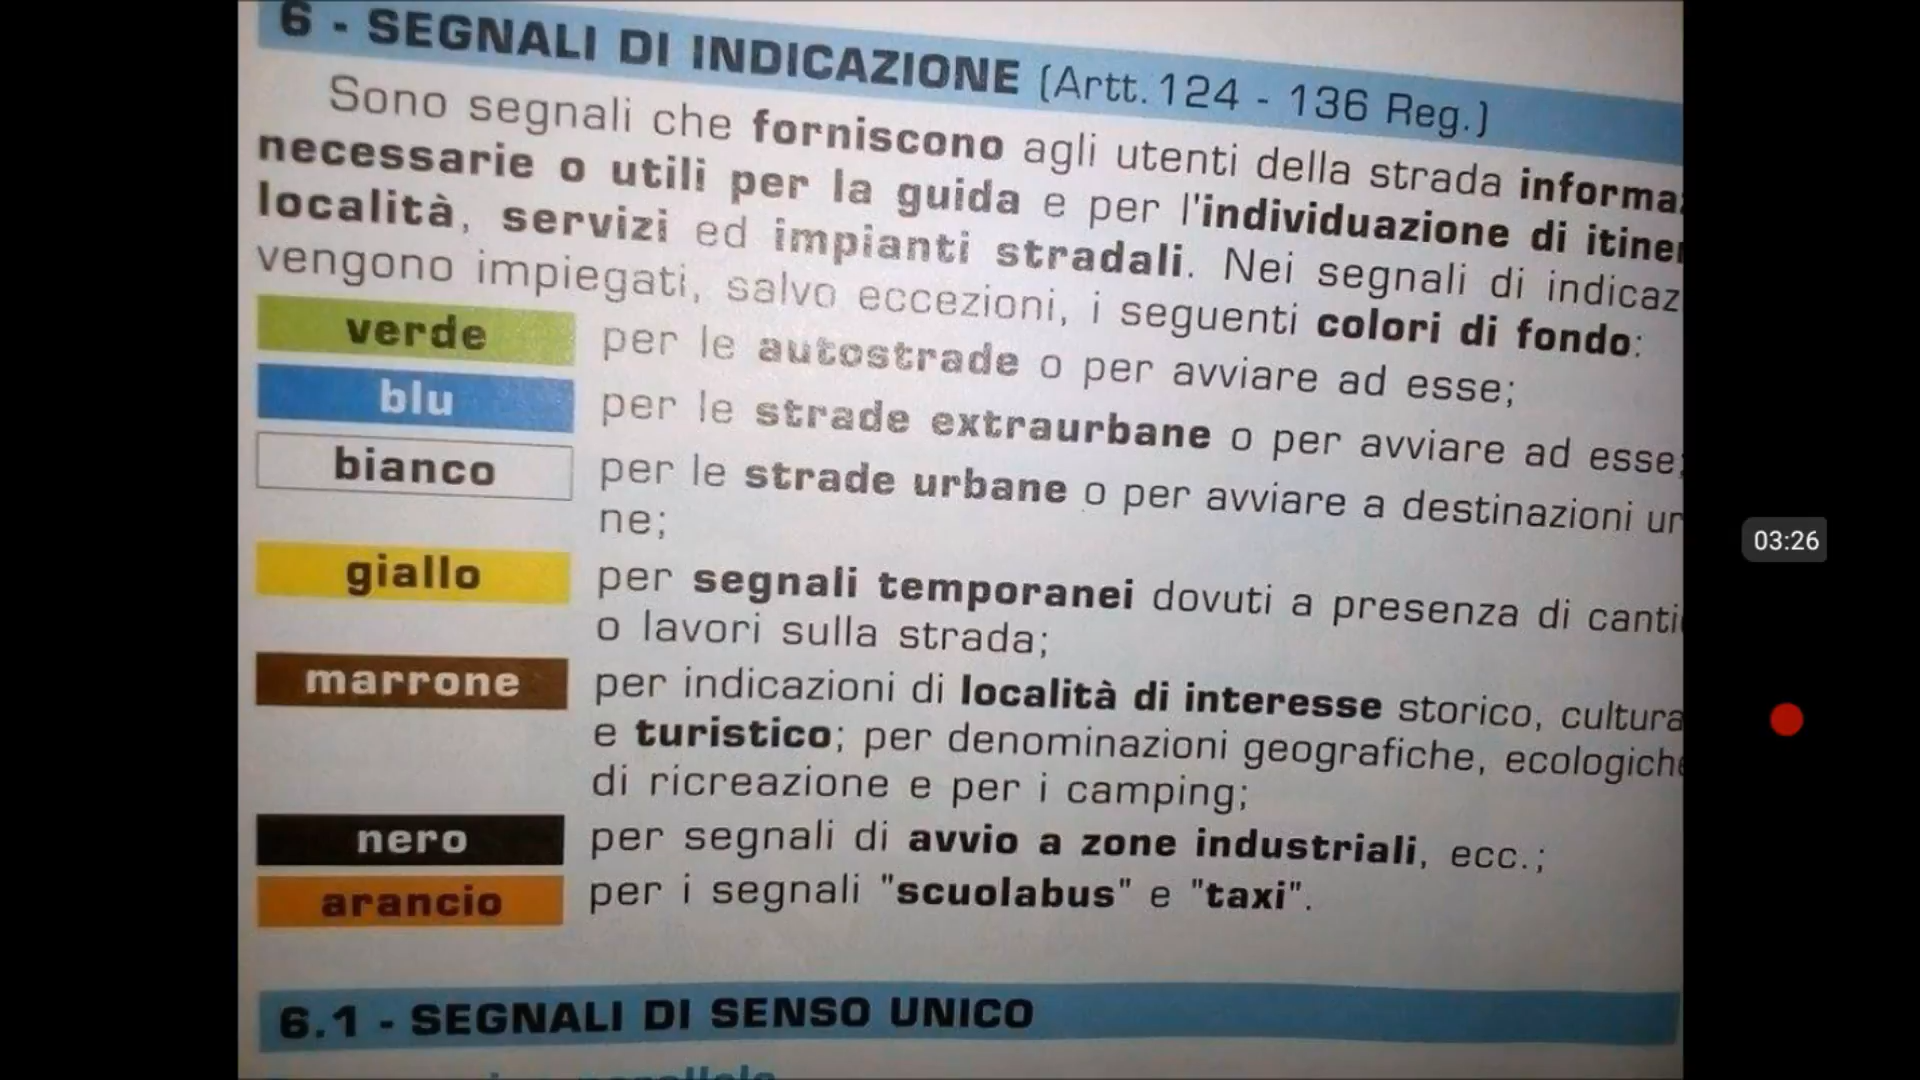 6 - SEGNALI DI INDICAZIONE (Artt. 124 - 136 Reg.)
Sono segnali che forniscono agli utenti della strada
necessarie o utili per la guida e per l'individuazione di
località, servizi ed impianti stradali. Nei segnali di
vengono impiegati, salvo eccezioni, i seguenti colori di fondo:
verde per le autostrade o per avviare ad esse;
blu per le strade extraurbane o per avviare ad esse;
bianco per le strade urbane o per avviare a destinazioni
ne;
giallo per segnali temporanei dovuti a presenza di
o lavori sulla strada;
marrone per indicazioni di località di interesse storico,
e turistico; per denominazioni geografiche,
di ricreazione e per i camping;
nero per segnali di avvio a zone industriali, ecc.;
arancio per i segnali "scuolabus" e "taxi".
6.1 - SEGNALI DI SENSO UNICO
03:26